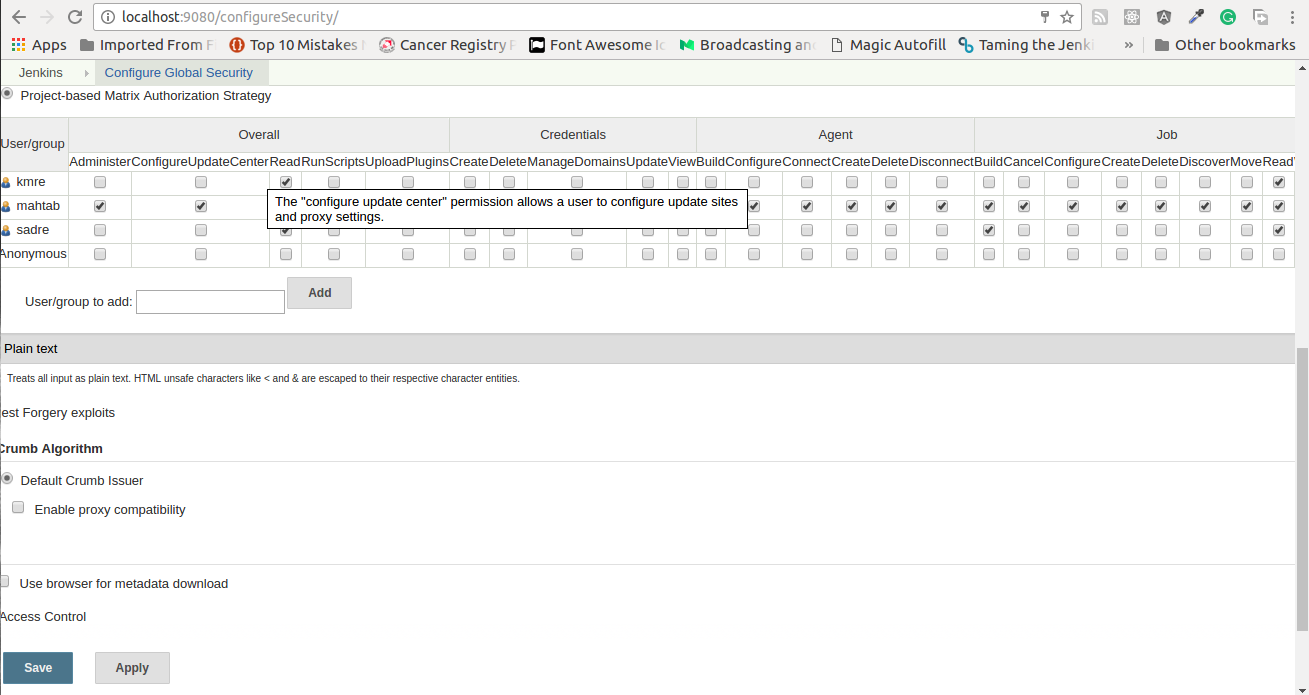 localhost:9080/configureSecurity/
Apps Imported From F Top 10 Mistakes Cancer Registry Font Awesome Broadcasting and Magic Autofill Taming the Jenki » Other bookmarks
Jenkins Configure Global Security
Project-based Matrix Authorization Strategy
User/group Overall Credentials Agent Job
Administer ConfigureUpdateCenter Read RunScripts UploadPlugins Create Delete ManageDomains Update View Build Configure Connect Create Delete Disconnect Build Cancel Configure Create Delete Discover Move Read
kmre
mahtab
sadre
Anonymous
The "configure update center" permission allows a user to configure update sites
and proxy settings.
User/group to add: Add
Plain text
Treats all input as plain text. HTML unsafe characters like < and & are escaped to their respective character entities.
est Forgery exploits
Crumb Algorithm
Default Crumb Issuer
Enable proxy compatibility
Use browser for metadata download
Access Control
Save Apply